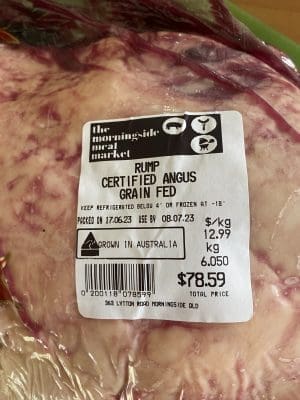 the
morningside
meat
market
RUMP
CERTIFIED ANGUS
GRAIN FED
KEEP REFRIGERATED BELOW 4° OR FROZEN AT -18°
PACKED ON 17.06.23 USE BY 08.07.23
$/kg
12.99
GROWN IN AUSTRALIA
kg
6.050
$78.59
TOTAL PRICE
0 200118 078599
363 LYTTON ROAD MORNINGSIDE QLD